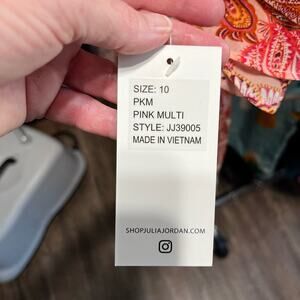 SIZE: 10
PKM
PINK MULTI
STYLE: JJ39005
MADE IN VIETNAM
SHOPJULIAJORDAN.COM